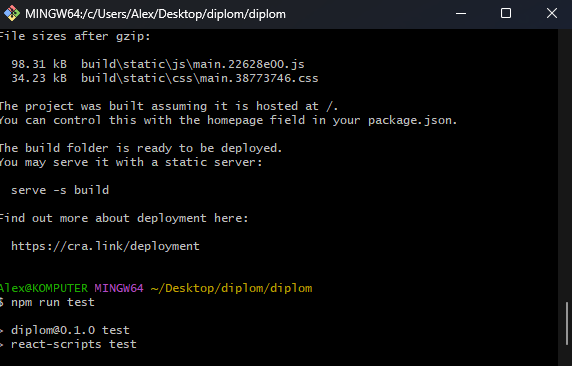 MINGW64:/c/Users/Alex/Desktop/diplom/diplom
File sizes after gzip:
98.31 kB  build\static\js\main.22628e00.js
34.23 kB  build\static\css\main.38773746.css
The project was built assuming it is hosted at /.
You can control this with the homepage field in your package.json.
The build folder is ready to be deployed.
You may serve it with a static server:
serve -s build
Find out more about deployment here:
https://cra.link/deployment
Alex@KOMPUTER MINGW64 ~/Desktop/diplom/diplom
$ npm run test
> diplom@0.1.0 test
> react-scripts test